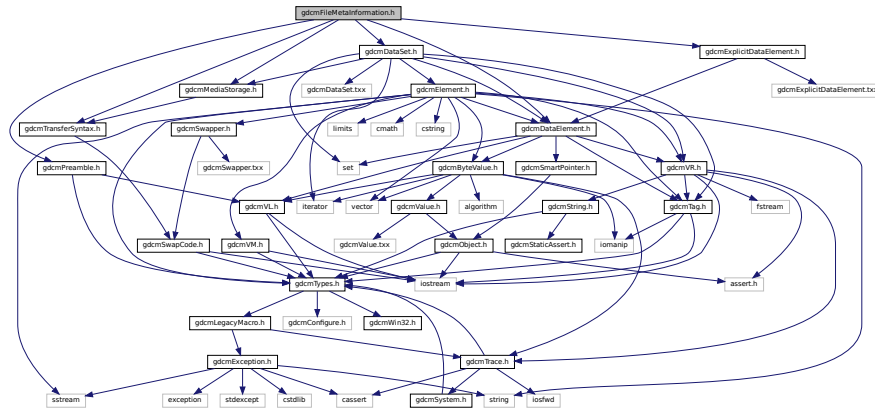 gdcmFileMetaInformation.h
gdcmDataSet.h
gdcmExplicitDataElement.h
gdcmMediaStorage.h
gdcmDataSet.txx
gdcmElement.h
gdcmExplicitDataElement.txx
gdcmTransferSyntax.h
gdcmSwapper.h
limits
cmath
cstring
gdcmDataElement.h
gdcmPreamble.h
gdcmSwapper.txx
set
gdcmByteValue.h
gdcmSmartPointer.h
gdcmVR.h
gdcmVL.h
iterator
vector
gdcmValue.h
algorithm
gdcmString.h
gdcmTag.h
fstream
gdcmSwapCode.h
gdcmVM.h
gdcmValue.txx
gdcmObject.h
gdcmStaticAssert.h
iomanip
gdcmTypes.h
iostream
assert.h
gdcmLegacyMacro.h
gdcmConfigure.h
gdcmWin32.h
gdcmException.h
gdcmTrace.h
sstream
exception
stdexcept
cstdlib
cassert
gdcmSystem.h
string
iosfwd